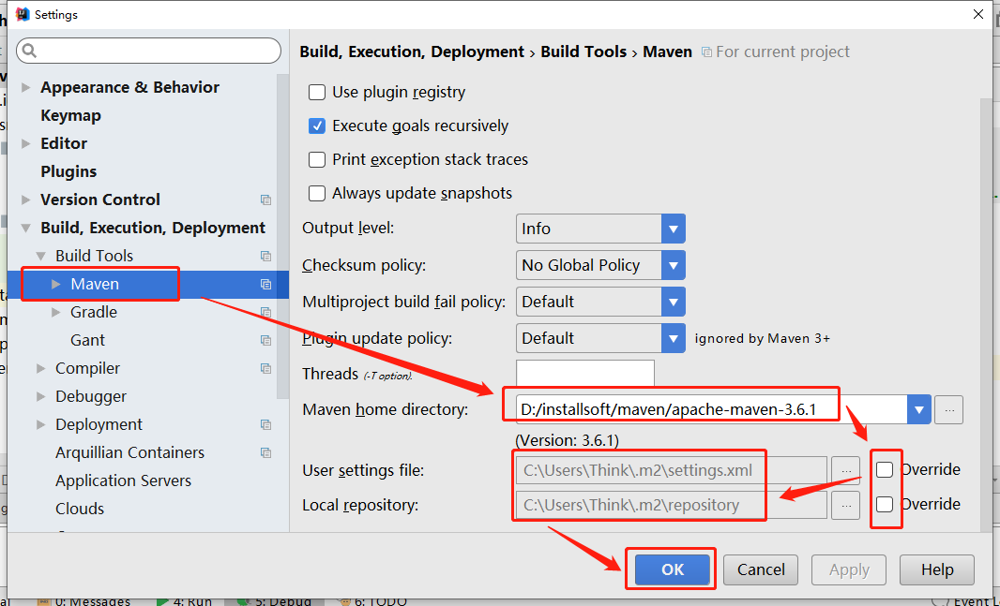 Settings
Build, Execution, Deployment › Build Tools › Maven For current project
Appearance & Behavior
Keymap
Editor
Plugins
Version Control
Build, Execution, Deployment
Build Tools
Maven
Gradle
Gant
Compiler
Debugger
Deployment
Arquillian Containers
Application Servers
Clouds
Use plugin registry
Execute goals recursively
Print exception stack traces
Always update snapshots
Output level: Info
Checksum policy: No Global Policy
Multiproject build fail policy: Default
Plugin update policy: Default ignored by Maven 3+
Threads (-T option).
Maven home directory: D:/installsoft/maven/apache-maven-3.6.1 ...
(Version: 3.6.1)
User settings file: C:\Users\Think\.m2\settings.xml ... Override
Local repository: C:\Users\Think\.m2\repository ... Override
OK Cancel Apply Help
0: Messages 4: Run 5: Debug 6: TODO Event